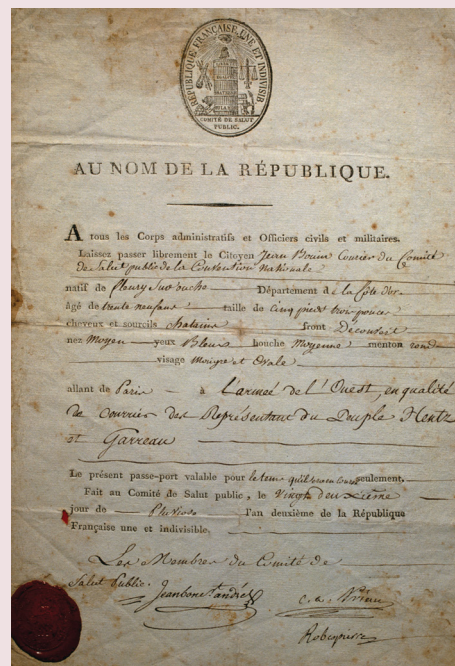 RÉPUBLIQUE FRANÇAISE, UNE ET INDIVISIB
COMITÉ DE SALUT
PUBLIC.
AU NOM DE LA RÉPUBLIQUE.
A tous les Corps administratifs et Officiers civils et militaires.
Laissez passer librement le Citoyen Jean Bouin Courier du Comité
de Salut public de la Convention Nationale
natif de Fleury Département de la Côte d'or
âgé de trente neuf ans taille de Cinq pieds trois pouces
cheveux et sourcils chatains front Découvert
nez Moyen yeux Bleus bouche Moyenne menton rond
visage Maigre et Ovale
allant de Paris à L'armée de L'Ouest, en qualité
de courrier des Représentans du Peuple Hentz
et Garreau
Le présent passe-port valable pour le tems qu'il sera en course seulement.
Fait au Comité de Salut public, le Vingt deuxième
jour de Pluviose l'an deuxième de la République
Française une et indivisible.
Les Membres du Comité de
Salut Public.
Jeanbon St andré
C. a. Prieur
Robespierre